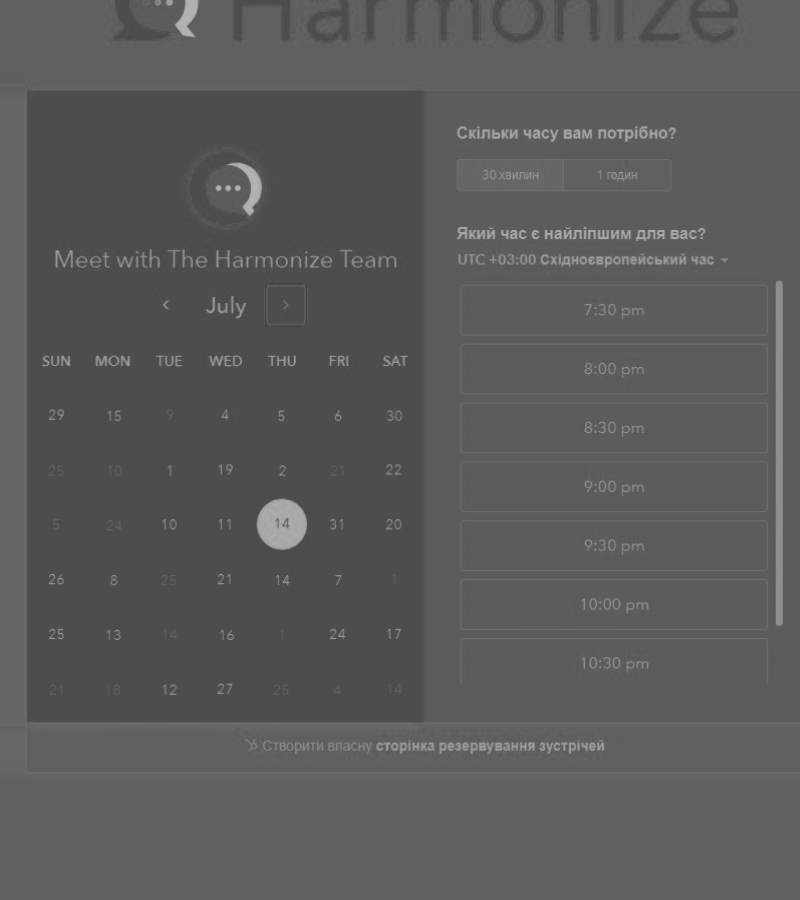 Harmonize
Meet with The Harmonize Team
July
SUN MON TUE WED THU FRI SAT
29 15 9 4 5 6 30
25 10 1 19 2 21 22
5 24 10 11 14 31 20
26 8 25 21 14 7 1
25 13 14 16 1 24 17
21 18 12 27 25 4 14
Скільки часу вам потрібно?
30 хвилин 1 годин
Який час є найліпшим для вас?
UTC +03:00 Східноєвропейський час
7:30 pm
8:00 pm
8:30 pm
9:00 pm
9:30 pm
10:00 pm
10:30 pm
Створити власну сторінка резервування зустрічей